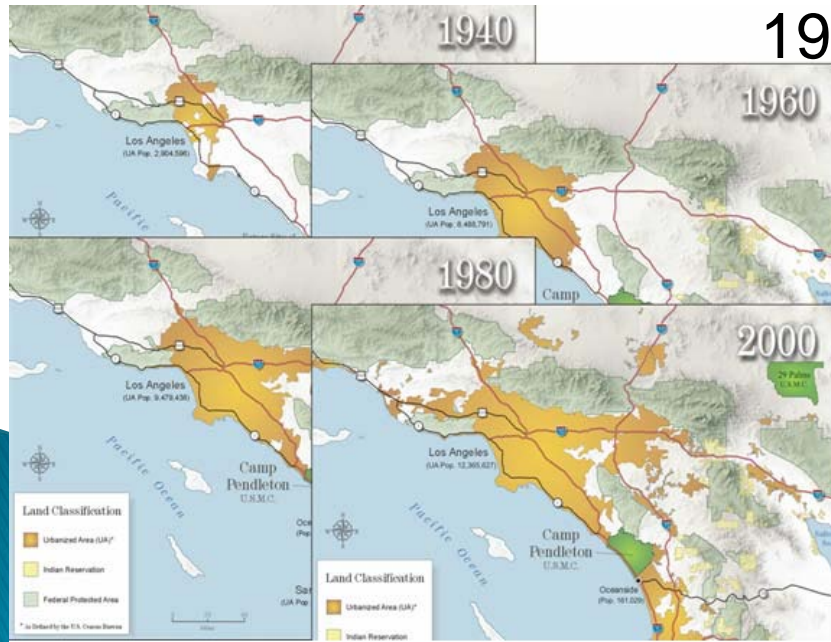 19
1940
Los Angeles
(UA Pop. 2,904,596)
Pacific
1960
Los Angeles
(UA Pop. 6,488,791)
Camp
1980
Los Angeles
(UA Pop. 9,479,436)
Pacific Ocean
Camp
Pendleton
U.S.M.C.
Land Classification
Urbanized Area (UA)*
Indian Reservation
Federal Protected Area
* As Defined by the U.S. Census Bureau
2000
29 Palms
U.S.M.C.
Los Angeles
(UA Pop. 12,365,627)
Pacific Ocean
Camp
Pendleton
U.S.M.C.
Oceanside
(Pop. 161,029)
Land Classification
Urbanized Area (UA)*
Indian Reservation